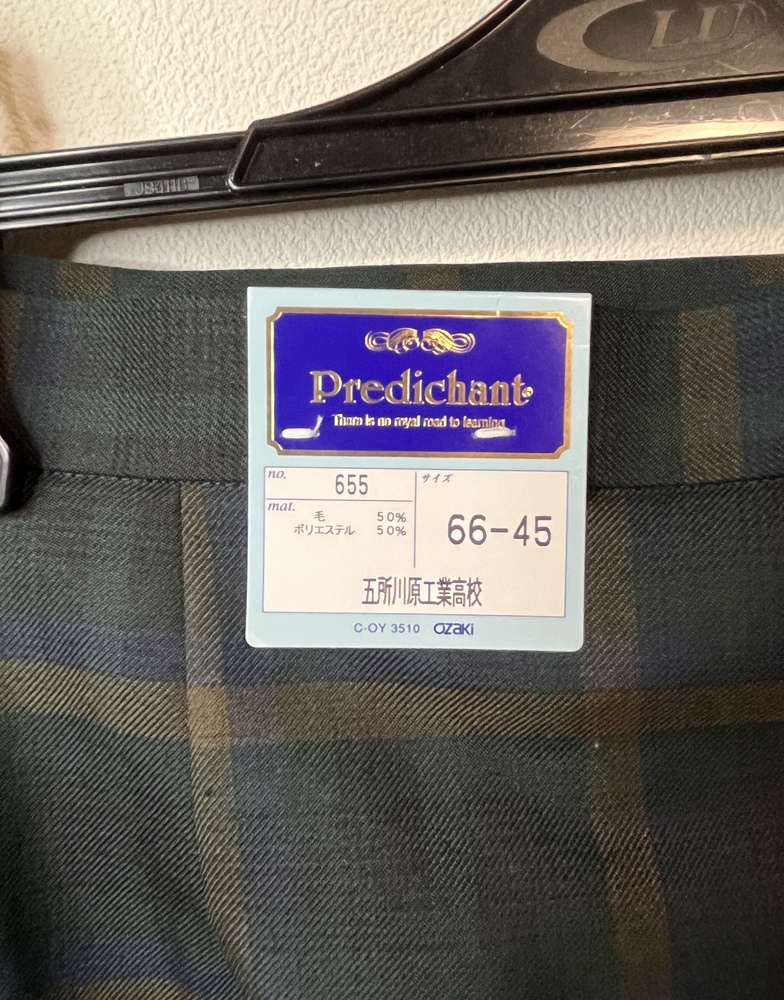 LU
Predichant
There is no royal road to learning
no.
655
サイズ
mat.
毛 50%
ポリエステル 50%
66-45
五所川原工業高校
C-OY 3510 OZaKi